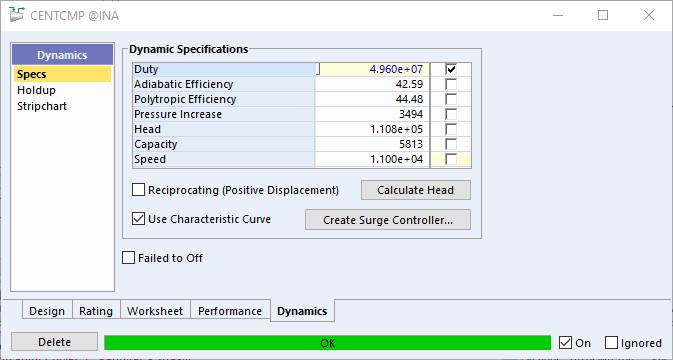 CENTCMP @INA
Dynamics
Specs
Holdup
Stripchart
Dynamic Specifications
Duty 4.960e+07
Adiabatic Efficiency 42.59
Polytropic Efficiency 44.48
Pressure Increase 3494
Head 1.108e+05
Capacity 5813
Speed 1.100e+04
Reciprocating (Positive Displacement) Calculate Head
Use Characteristic Curve Create Surge Controller...
Failed to Off
Design Rating Worksheet Performance Dynamics
Delete OK On Ignored